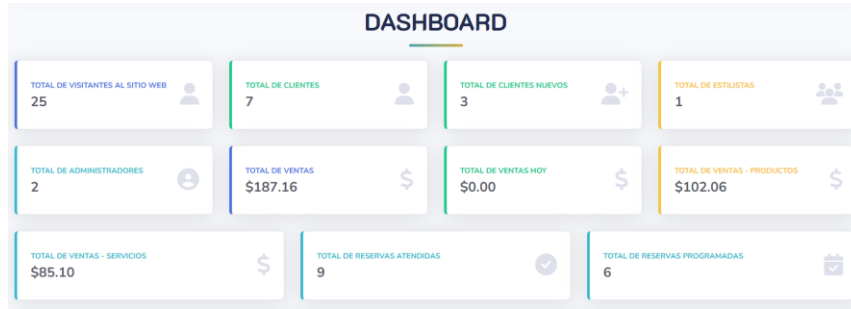 DASHBOARD
TOTAL DE VISITANTES AL SITIO WEB
25
TOTAL DE CLIENTES
7
TOTAL DE CLIENTES NUEVOS
3
TOTAL DE ESTILISTAS
1
TOTAL DE ADMINISTRADORES
2
TOTAL DE VENTAS
$187.16
TOTAL DE VENTAS HOY
$0.00
TOTAL DE VENTAS - PRODUCTOS
$102.06
TOTAL DE VENTAS - SERVICIOS
$85.10
TOTAL DE RESERVAS ATENDIDAS
9
TOTAL DE RESERVAS PROGRAMADAS
6